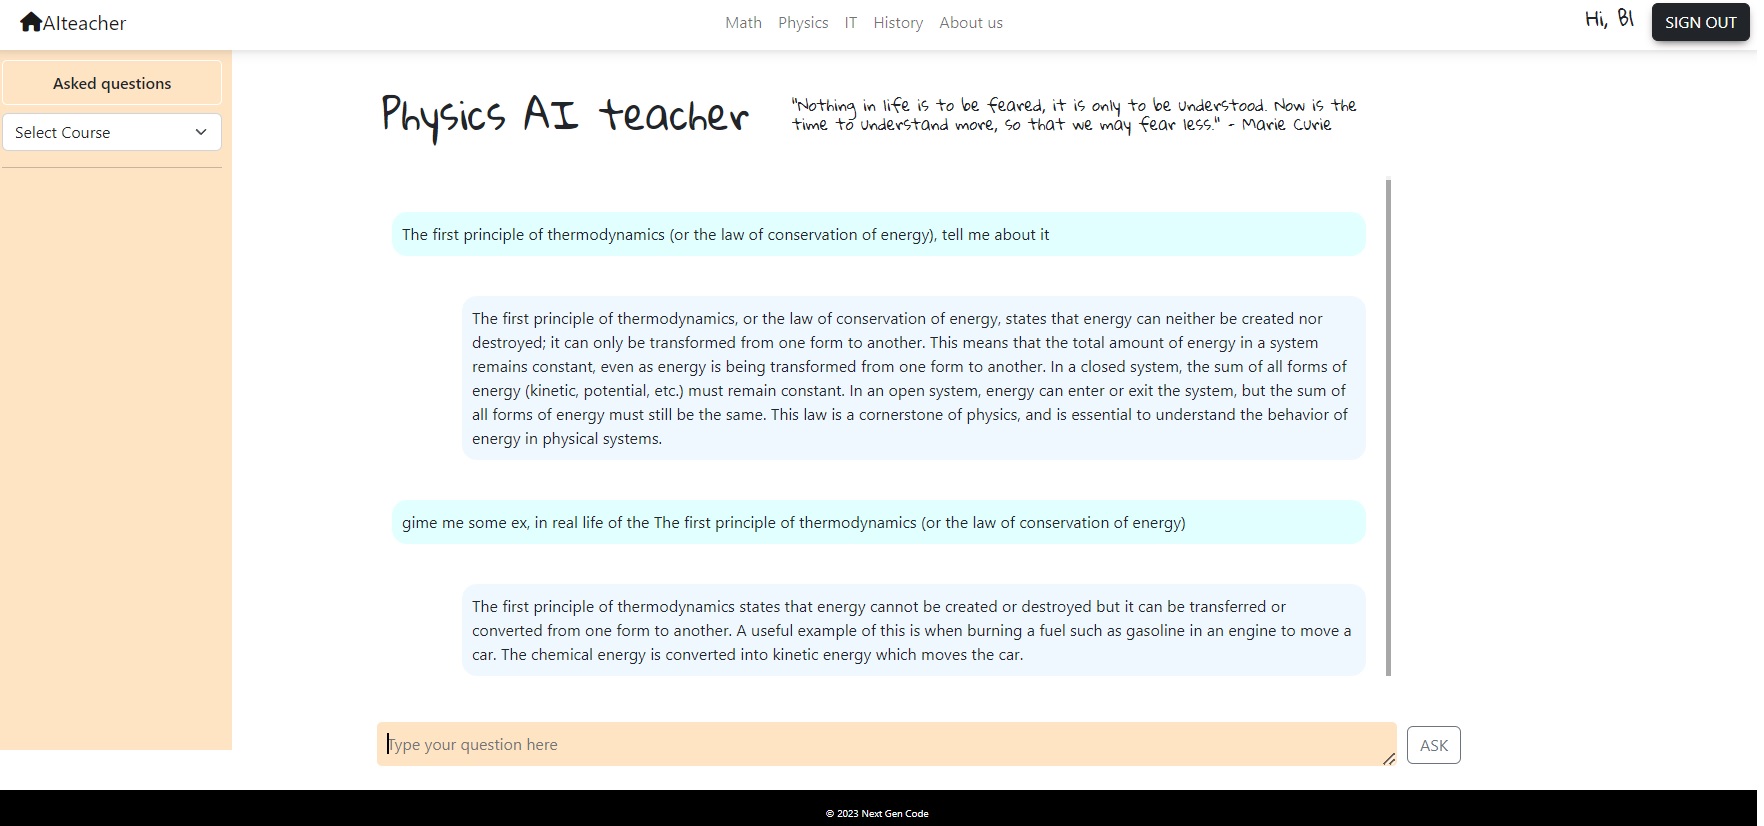 AIteacher
Math Physics IT History About us
Hi, Bl
SIGN OUT
Asked questions
Select Course
Physics AI teacher
"Nothing in life is to be feared, it is only to be understood. Now is the
time to understand more, so that we may fear less." - Marie Curie
The first principle of thermodynamics (or the law of conservation of energy), tell me about it
The first principle of thermodynamics, or the law of conservation of energy, states that energy can neither be created nor
destroyed; it can only be transformed from one form to another. This means that the total amount of energy in a system
remains constant, even as energy is being transformed from one form to another. In a closed system, the sum of all forms of
energy (kinetic, potential, etc.) must remain constant. In an open system, energy can enter or exit the system, but the sum of
all forms of energy must still be the same. This law is a cornerstone of physics, and is essential to understand the behavior of
energy in physical systems.
gime me some ex, in real life of the The first principle of thermodynamics (or the law of conservation of energy)
The first principle of thermodynamics states that energy cannot be created or destroyed but it can be transferred or
converted from one form to another. A useful example of this is when burning a fuel such as gasoline in an engine to move a
car. The chemical energy is converted into kinetic energy which moves the car.
Type your question here
ASK
© 2023 Next Gen Code